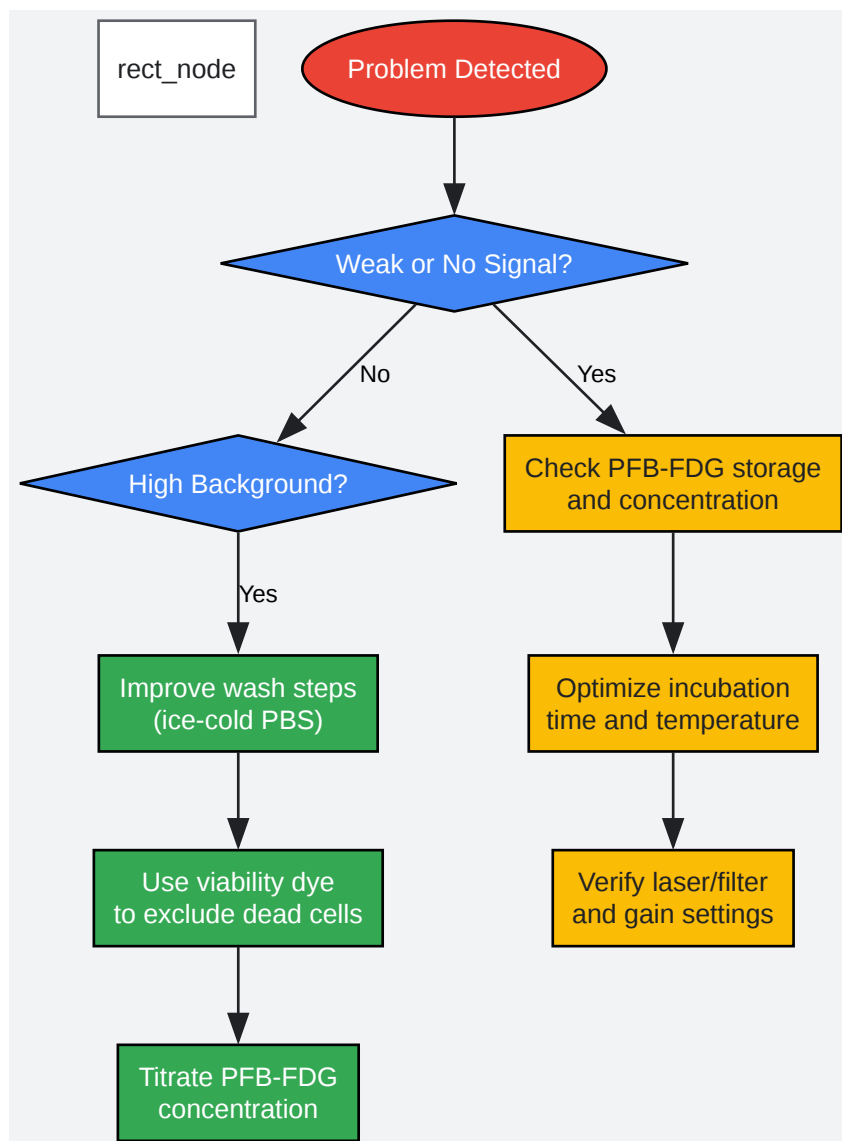 rect_node
Problem Detected
Weak or No Signal?
No
Yes
High Background?
Check PFB-FDG storage
and concentration
Yes
Improve wash steps
(ice-cold PBS)
Optimize incubation
time and temperature
Use viability dye
to exclude dead cells
Verify laser/filter
and gain settings
Titrate PFB-FDG
concentration